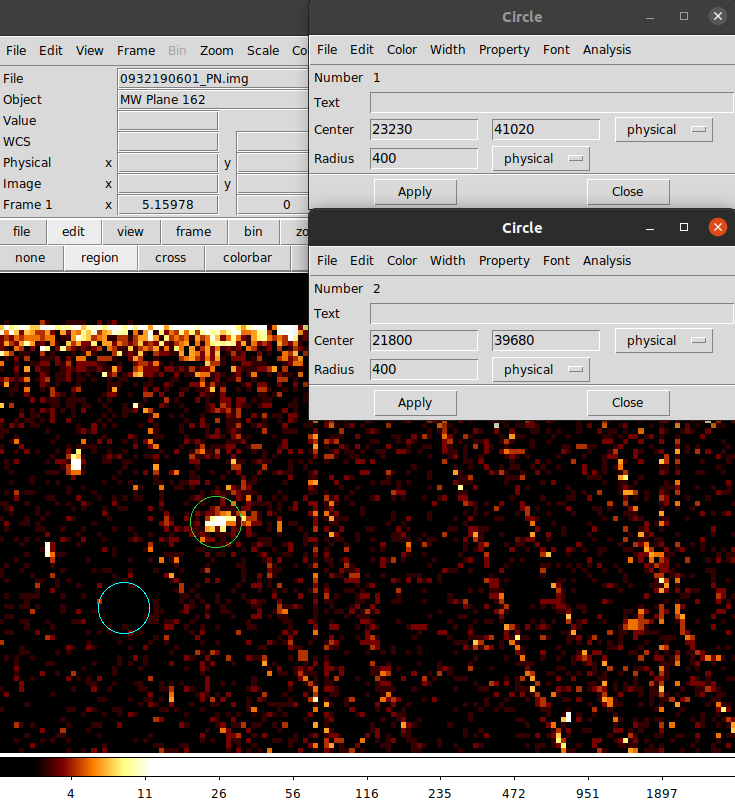 Circle
File Edit View Frame Bin Zoom Scale Co
File Edit Color Width Property Font Analysis
File 0932190601_PN.img
Number 1
Object MW Plane 162
Text
Value
Center 23230 41020 physical
WCS
Radius 400 physical
Physical x y
Image x y
Apply Close
Frame 1 x 5.15978 0
file edit view frame bin zo
Circle
none region cross colorbar
File Edit Color Width Property Font Analysis
Number 2
Text
Center 21800 39680 physical
Radius 400 physical
Apply Close
4 11 26 56 116 235 472 951 1897